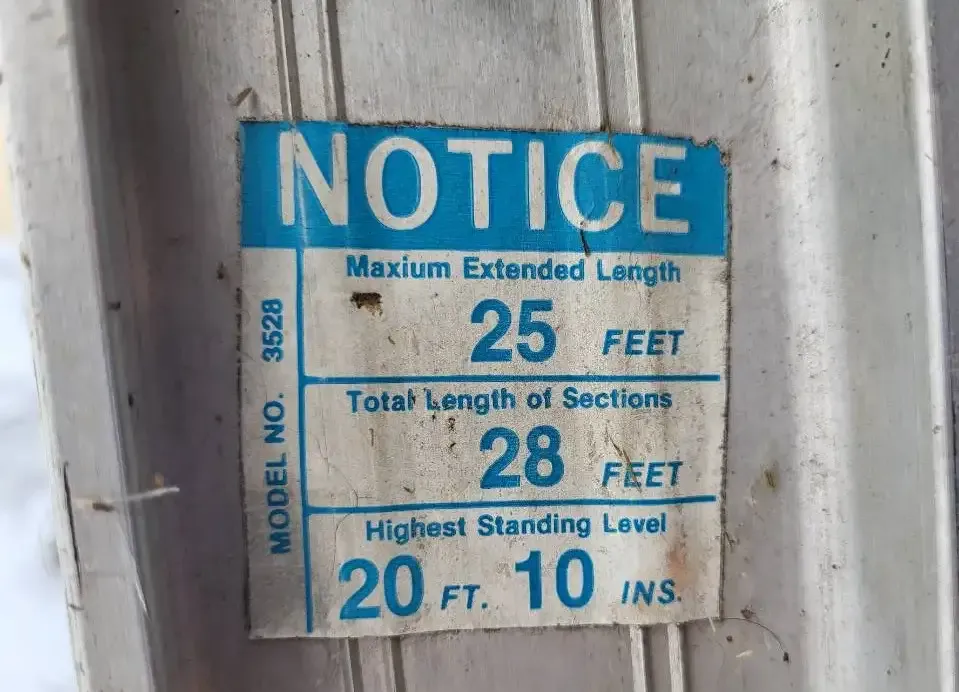 NOTICE
MODEL NO. 3528
Maxium Extended Length
25 FEET
Total Length of Sections
28 FEET
Highest Standing Level
20 FT. 10 INS.